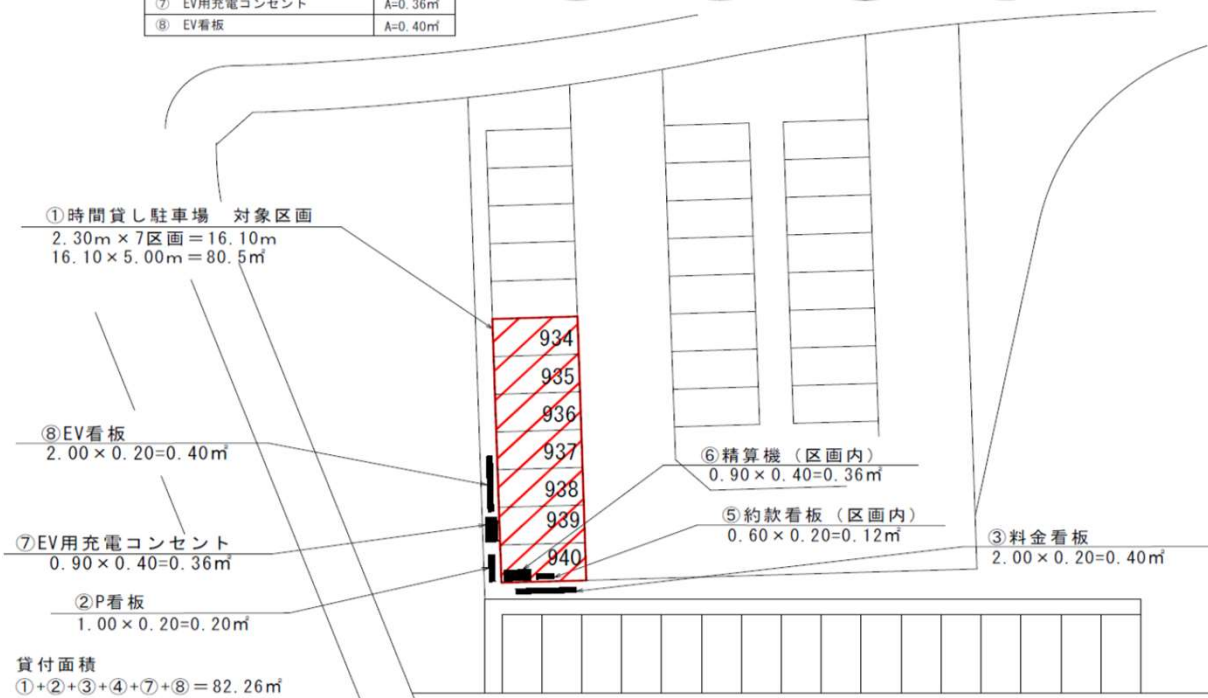 ⑦ EV用充電コンセント A=0.36㎡
⑧ EV看板 A=0.40㎡
①時間貸し駐車場 対象区画
2.30m×7区画＝16.10m
16.10×5.00m＝80.5㎡
934
935
936
937
938
939
940
⑧EV看板
2.00×0.20=0.40㎡
⑥精算機（区画内）
0.90×0.40=0.36㎡
⑤約款看板（区画内）
0.60×0.20=0.12㎡
③料金看板
2.00×0.20=0.40㎡
⑦EV用充電コンセント
0.90×0.40=0.36㎡
②P看板
1.00×0.20=0.20㎡
貸付面積
①+②+③+④+⑦+⑧＝82.26㎡